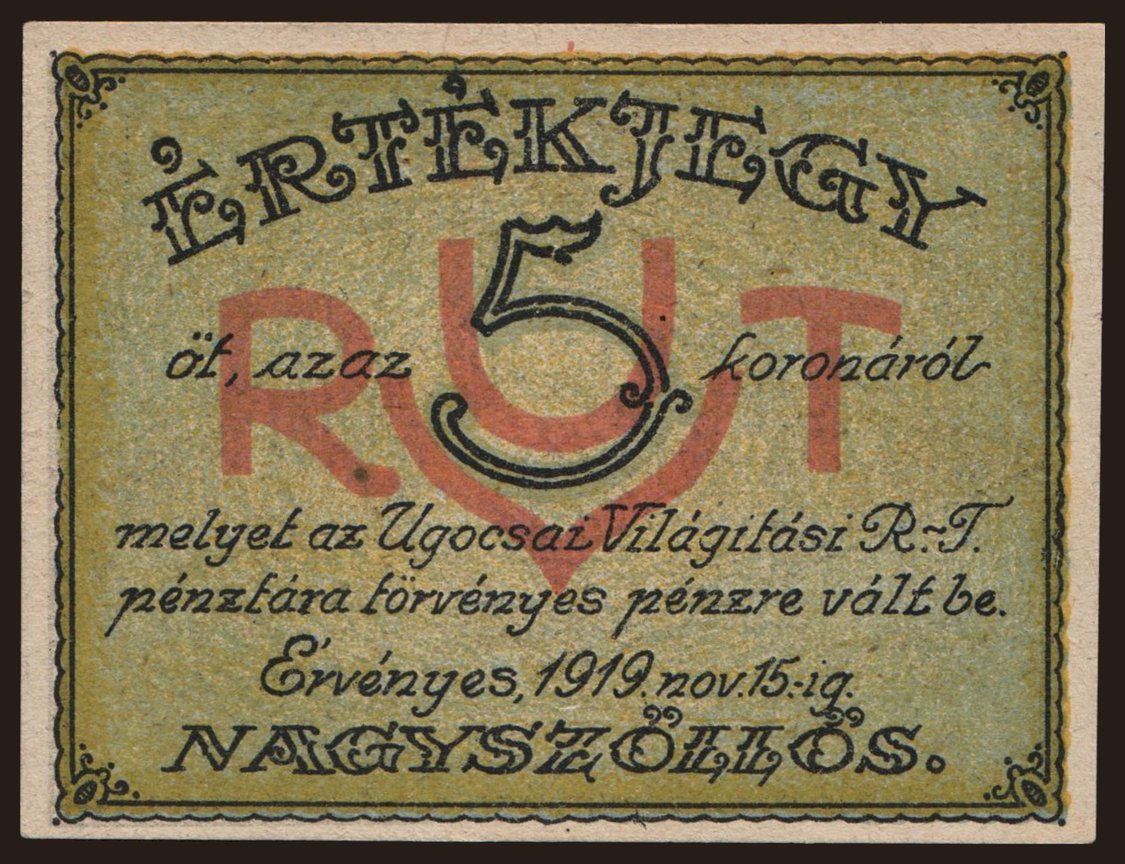 ÉRTÉKJEGY
5
RUVT
öt, azaz koronáról
melyet az Ugocsai Világitási R.-T.
pénztára törvényes pénzre vált be.
Érvényes, 1919. nov. 15.-ig.
NAGYSZŐLLŐS.